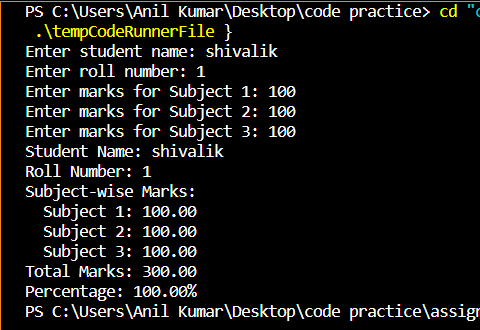 PS C:\Users\Anil Kumar\Desktop\code practice> cd "
.\tempCodeRunnerFile }
Enter student name: shivalik
Enter roll number: 1
Enter marks for Subject 1: 100
Enter marks for Subject 2: 100
Enter marks for Subject 3: 100
Student Name: shivalik
Roll Number: 1
Subject-wise Marks:
  Subject 1: 100.00
  Subject 2: 100.00
  Subject 3: 100.00
Total Marks: 300.00
Percentage: 100.00%
PS C:\Users\Anil Kumar\Desktop\code practice\assign